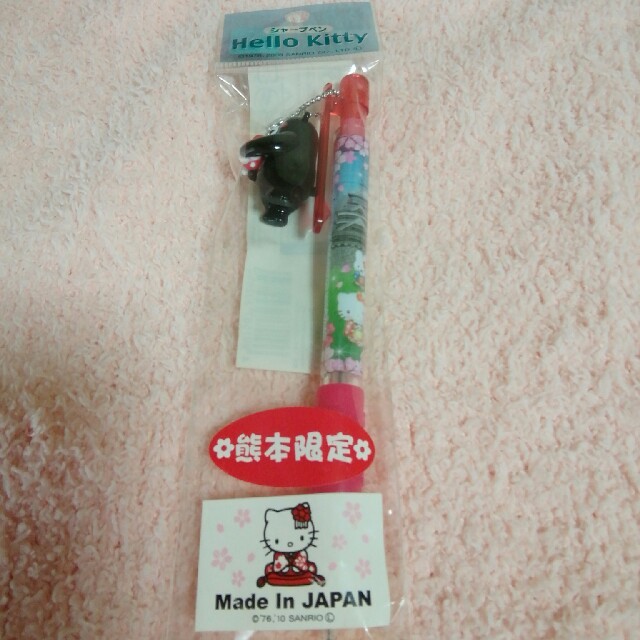 シャープペン
Hello Kitty
✿熊本限定✿
Made In JAPAN
©'76,'10 SANRIO Ⓛ